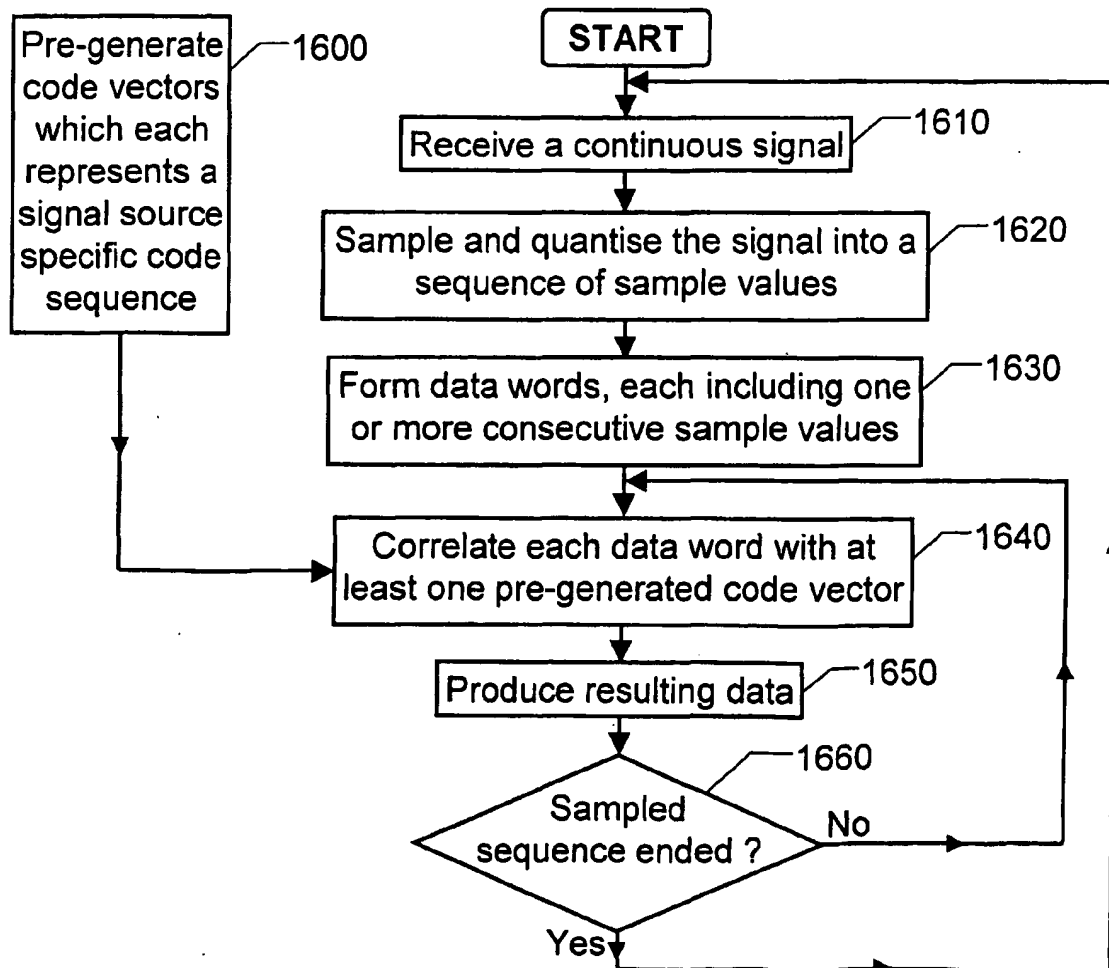 Pre-generate
code vectors
which each
represents a
signal source
specific code
sequence
1600
START
Receive a continuous signal
1610
Sample and quantise the signal into a
sequence of sample values
1620
Form data words, each including one
or more consecutive sample values
1630
Correlate each data word with at
least one pre-generated code vector
1640
Produce resulting data
1650
1660
Sampled
sequence ended ?
No
Yes